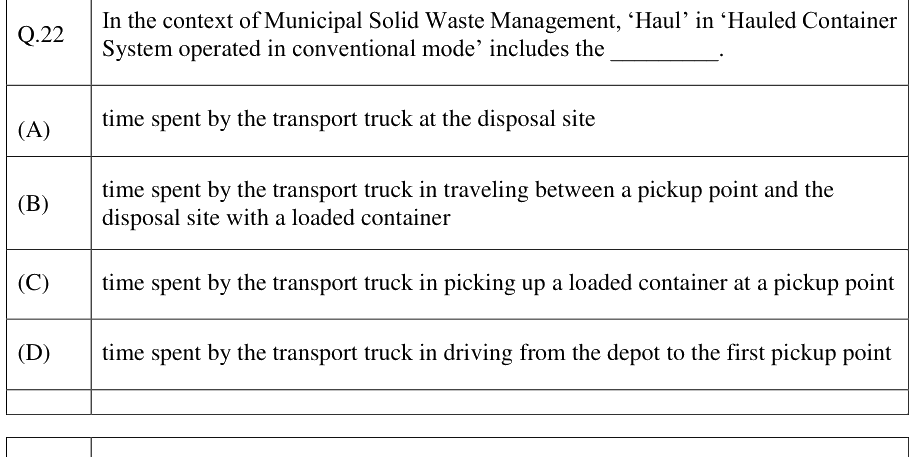 Q.22
In the context of Municipal Solid Waste Management, ‘Haul’ in ‘Hauled Container
System operated in conventional mode’ includes the __________.
(A)
time spent by the transport truck at the disposal site
(B)
time spent by the transport truck in traveling between a pickup point and the
disposal site with a loaded container
(C)
time spent by the transport truck in picking up a loaded container at a pickup point
(D)
time spent by the transport truck in driving from the depot to the first pickup point